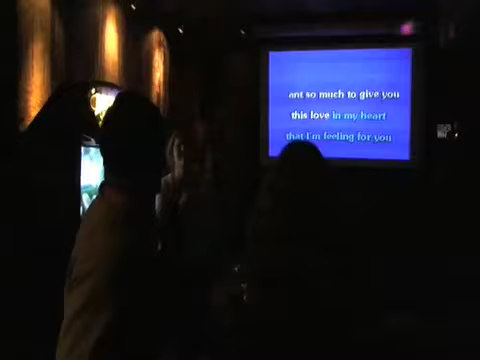 ant so much to give you
this love in my heart
that I'm feeling for you